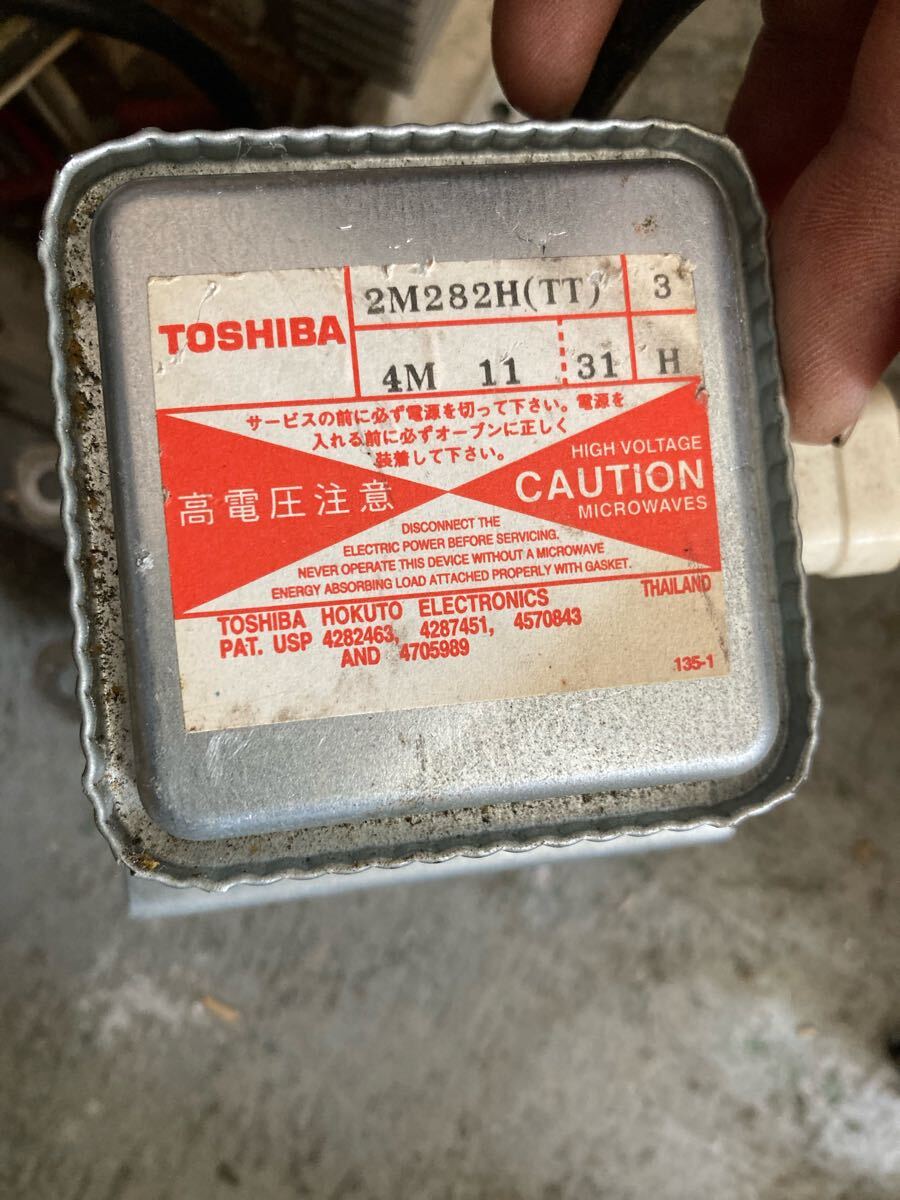 TOSHIBA
2M282H(TT) 3
4M 11 31 H
サービスの前に必ず電源を切って下さい。電源を
入れる前に必ずオーブンに正しく
装着して下さい。
高電圧注意
HIGH VOLTAGE
CAUTION
MICROWAVES
DISCONNECT THE
ELECTRIC POWER BEFORE SERVICING.
NEVER OPERATE THIS DEVICE WITHOUT A MICROWAVE
ENERGY ABSORBING LOAD ATTACHED PROPERLY WITH GASKET.
THAILAND
TOSHIBA HOKUTO ELECTRONICS
PAT. USP 4282463, 4287451, 4570843
AND 4705989
135-1